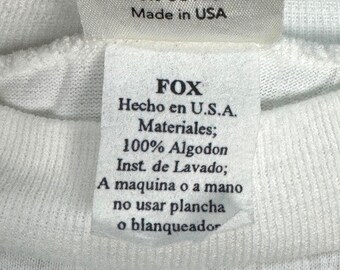 Made in USA
FOX
Hecho en U.S.A.
Materiales;
100% Algodon
Inst. de Lavado;
A maquina o a mano
no usar plancha
o blanqueador